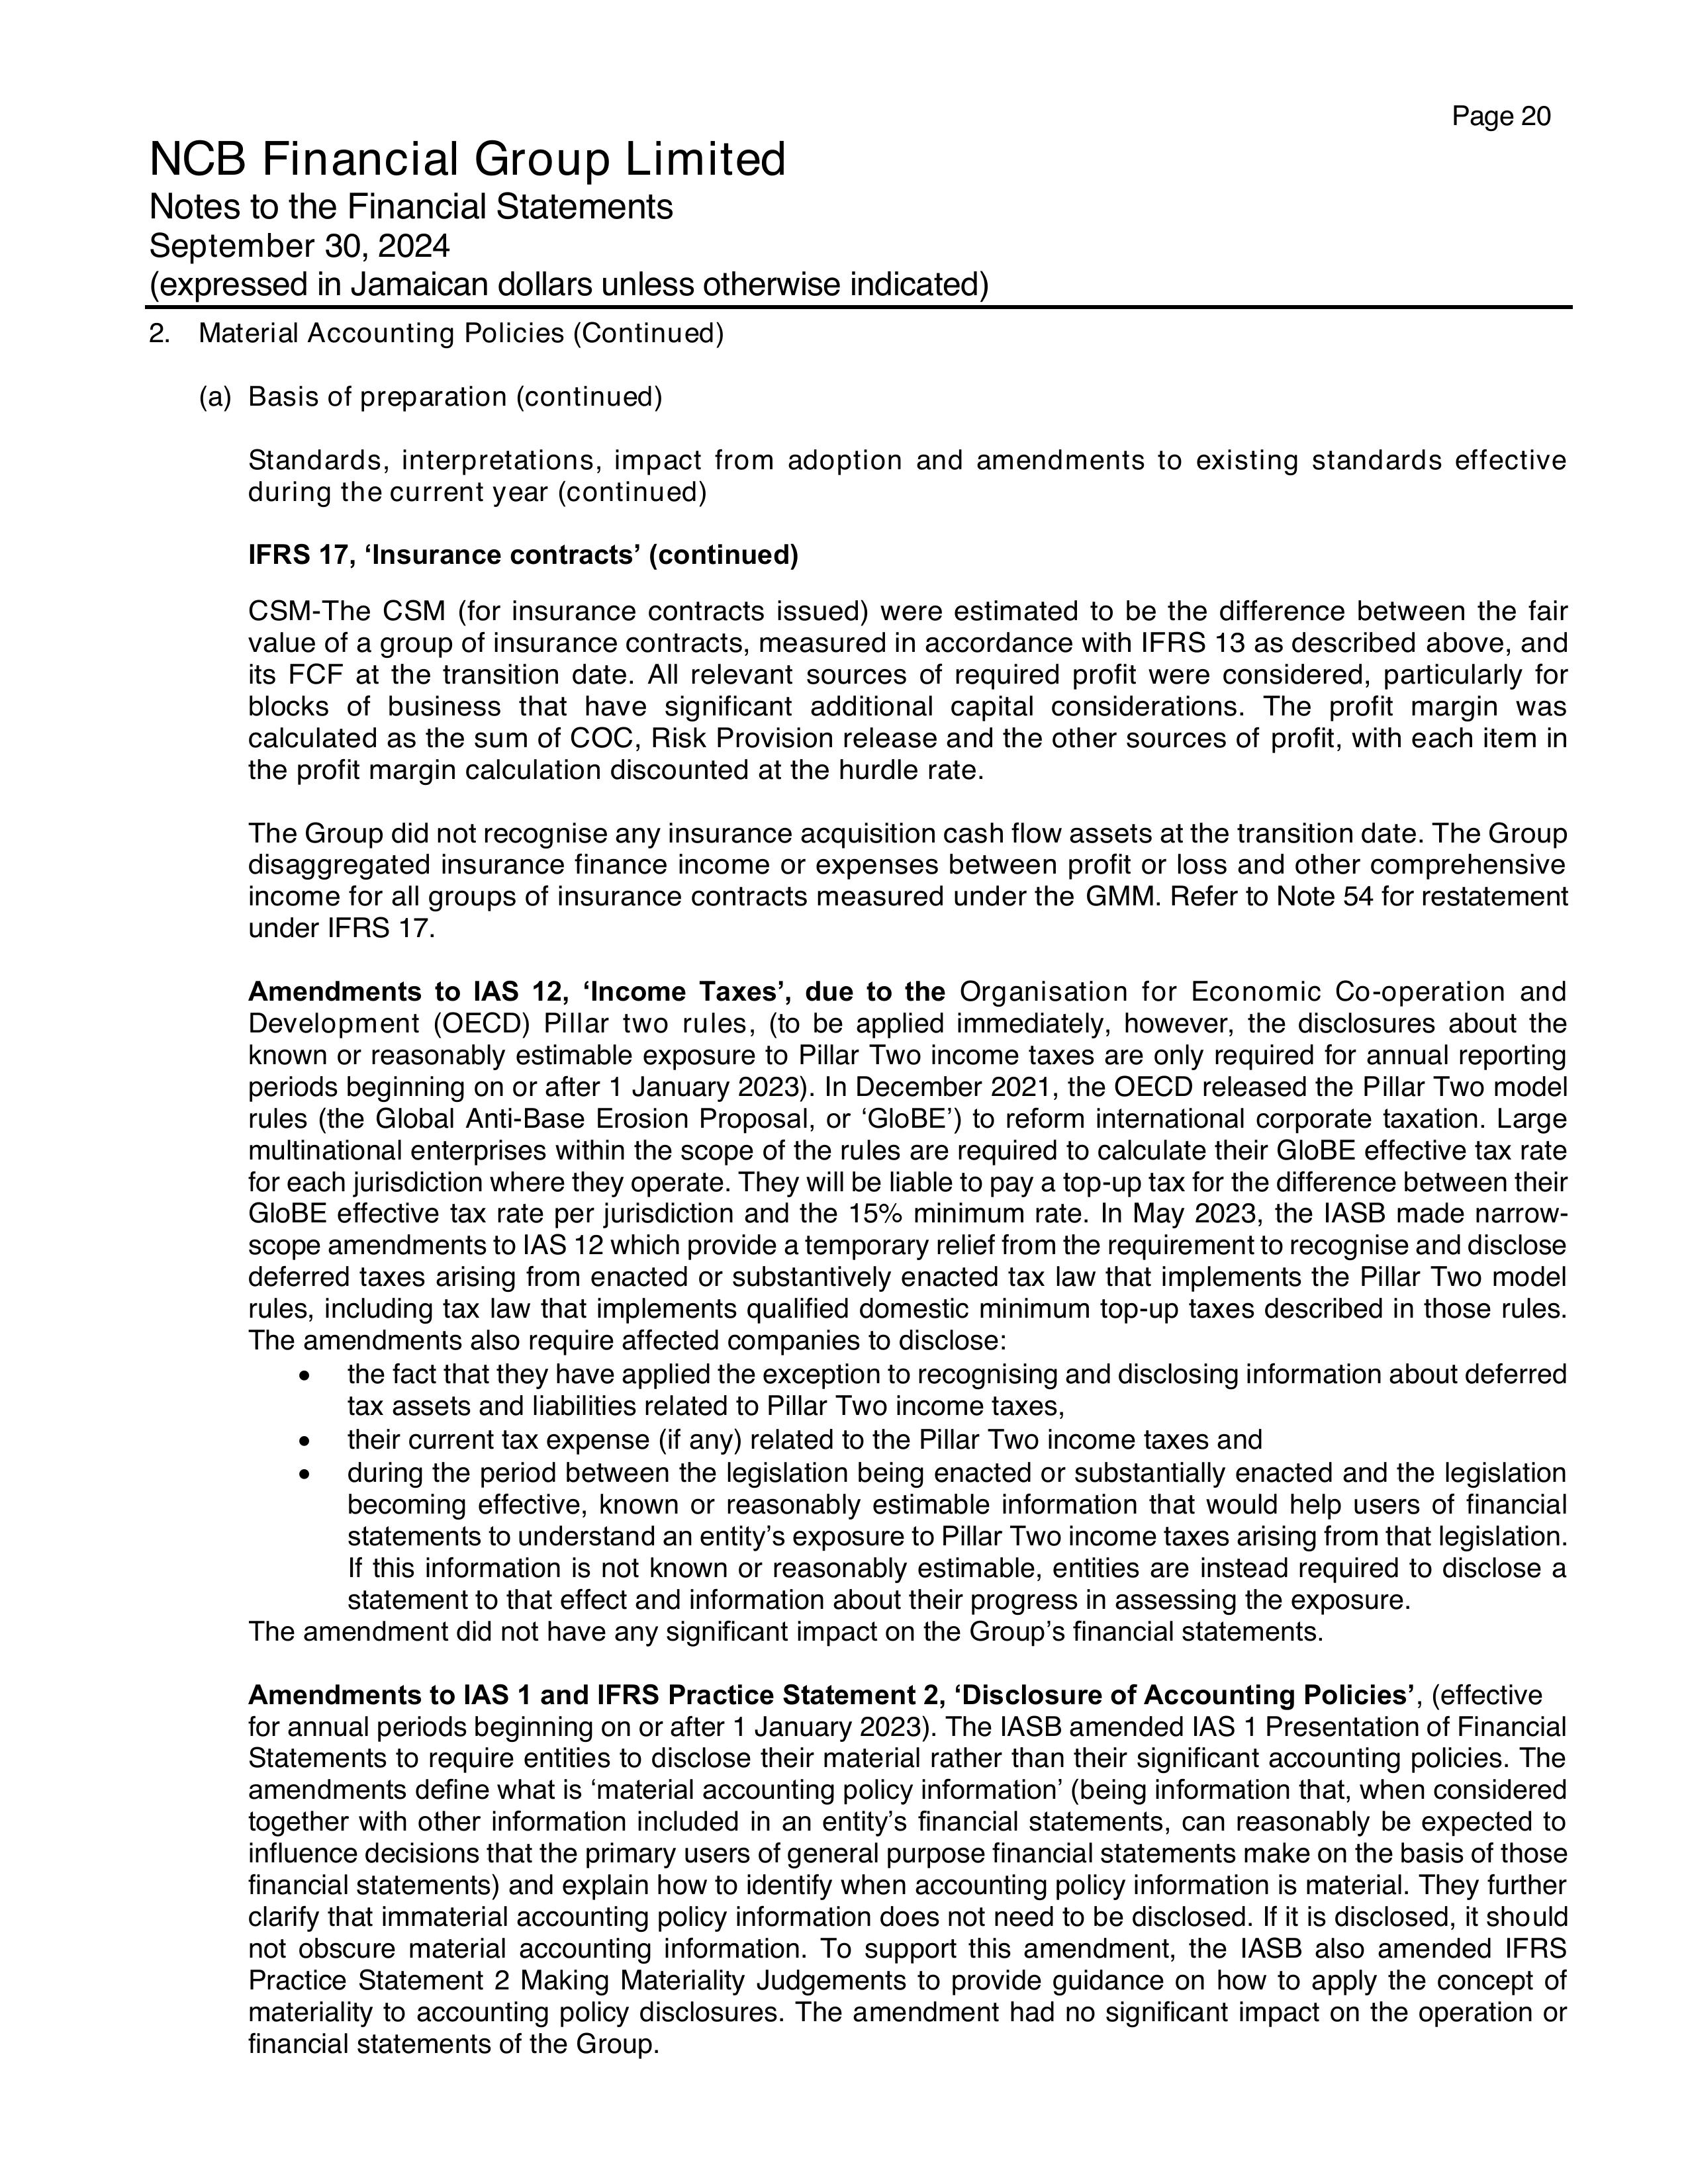 Page 20
NCB Financial Group Limited
Notes to the Financial Statements
September 30, 2024
(expressed in Jamaican dollars unless otherwise indicated)
2. Material Accounting Policies (Continued)
(a) Basis of preparation (continued)
Standards, interpretations, impact from adoption and amendments to existing standards effective
during the current year (continued)
IFRS 17, ‘Insurance contracts’ (continued)
CSM-The CSM (for insurance contracts issued) were estimated to be the difference between the fair
value of a group of insurance contracts, measured in accordance with IFRS 13 as described above, and
its FCF at the transition date. All relevant sources of required profit were considered, particularly for
blocks of business that have significant additional capital considerations. The profit margin was
calculated as the sum of COC, Risk Provision release and the other sources of profit, with each item in
the profit margin calculation discounted at the hurdle rate.
The Group did not recognise any insurance acquisition cash flow assets at the transition date. The Group
disaggregated insurance finance income or expenses between profit or loss and other comprehensive
income for all groups of insurance contracts measured under the GMM. Refer to Note 54 for restatement
under IFRS 17.
Amendments to IAS 12, ‘Income Taxes’, due to the Organisation for Economic Co-operation and
Development (OECD) Pillar two rules, (to be applied immediately, however, the disclosures about the
known or reasonably estimable exposure to Pillar Two income taxes are only required for annual reporting
periods beginning on or after 1 January 2023). In December 2021, the OECD released the Pillar Two model
rules (the Global Anti-Base Erosion Proposal, or ‘GloBE’) to reform international corporate taxation. Large
multinational enterprises within the scope of the rules are required to calculate their GloBE effective tax rate
for each jurisdiction where they operate. They will be liable to pay a top-up tax for the difference between their
GloBE effective tax rate per jurisdiction and the 15% minimum rate. In May 2023, the IASB made narrow-
scope amendments to IAS 12 which provide a temporary relief from the requirement to recognise and disclose
deferred taxes arising from enacted or substantively enacted tax law that implements the Pillar Two model
rules, including tax law that implements qualified domestic minimum top-up taxes described in those rules.
The amendments also require affected companies to disclose:
• the fact that they have applied the exception to recognising and disclosing information about deferred
tax assets and liabilities related to Pillar Two income taxes,
• their current tax expense (if any) related to the Pillar Two income taxes and
• during the period between the legislation being enacted or substantially enacted and the legislation
becoming effective, known or reasonably estimable information that would help users of financial
statements to understand an entity’s exposure to Pillar Two income taxes arising from that legislation.
If this information is not known or reasonably estimable, entities are instead required to disclose a
statement to that effect and information about their progress in assessing the exposure.
The amendment did not have any significant impact on the Group’s financial statements.
Amendments to IAS 1 and IFRS Practice Statement 2, ‘Disclosure of Accounting Policies’, (effective
for annual periods beginning on or after 1 January 2023). The IASB amended IAS 1 Presentation of Financial
Statements to require entities to disclose their material rather than their significant accounting policies. The
amendments define what is ‘material accounting policy information’ (being information that, when considered
together with other information included in an entity’s financial statements, can reasonably be expected to
influence decisions that the primary users of general purpose financial statements make on the basis of those
financial statements) and explain how to identify when accounting policy information is material. They further
clarify that immaterial accounting policy information does not need to be disclosed. If it is disclosed, it should
not obscure material accounting information. To support this amendment, the IASB also amended IFRS
Practice Statement 2 Making Materiality Judgements to provide guidance on how to apply the concept of
materiality to accounting policy disclosures. The amendment had no significant impact on the operation or
financial statements of the Group.